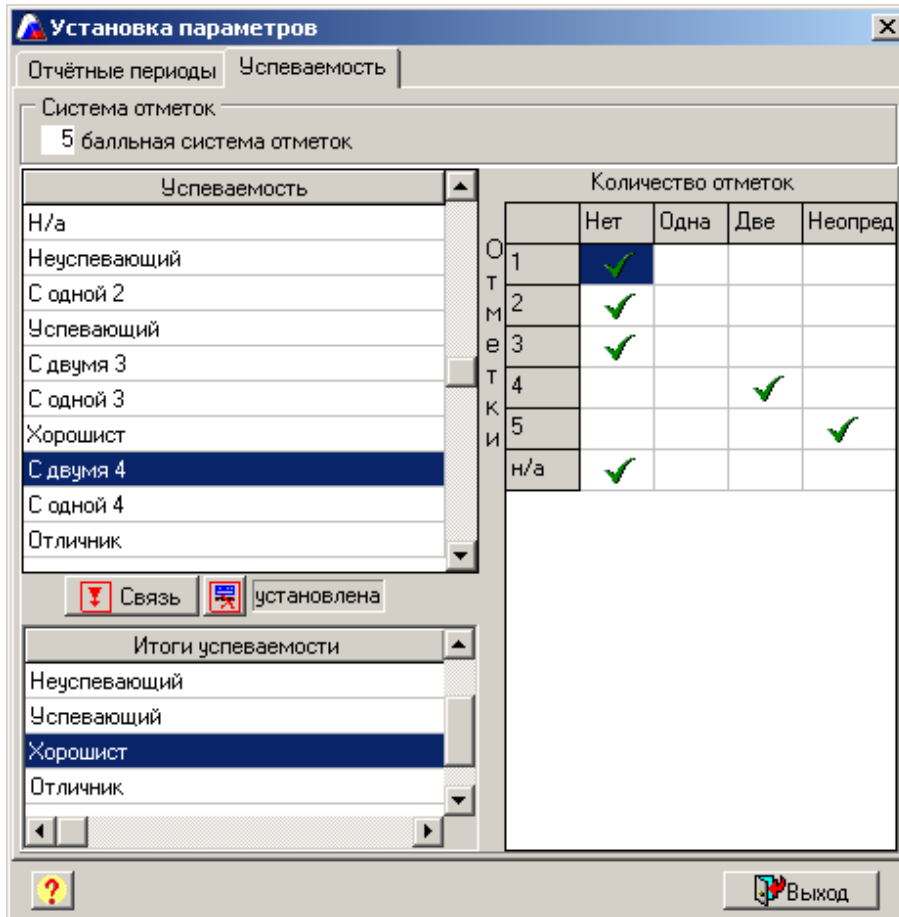 Установка параметров
Отчётные периоды Успеваемость
Система отметок
5 балльная система отметок
Успеваемость
Н/а
Неуспевающий
С одной 2
Успевающий
С двумя 3
С одной 3
Хорошист
С двумя 4
С одной 4
Отличник
Связь установлена
Итоги успеваемости
Неуспевающий
Успевающий
Хорошист
Отличник
Количество отметок
Отметки
Нет Одна Две Неопред
1
2
3
4
5
н/а
? Выход